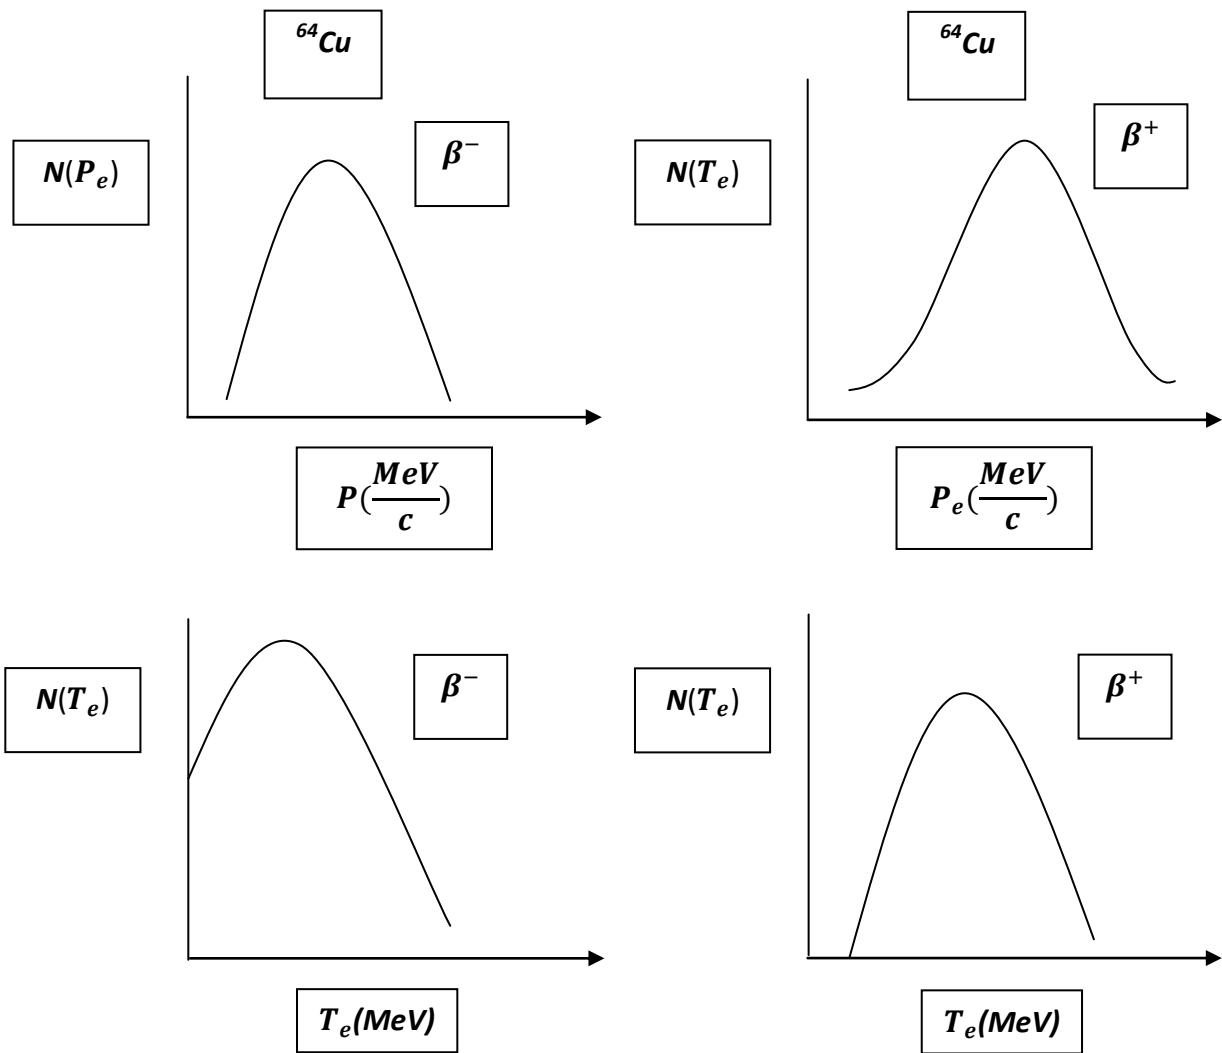 ⁶⁴Cu
⁶⁴Cu
N(Pₑ)
β⁻
N(Tₑ)
β⁺
P(MeV/c)
Pₑ(MeV/c)
N(Tₑ)
β⁻
N(Tₑ)
β⁺
Tₑ(MeV)
Tₑ(MeV)